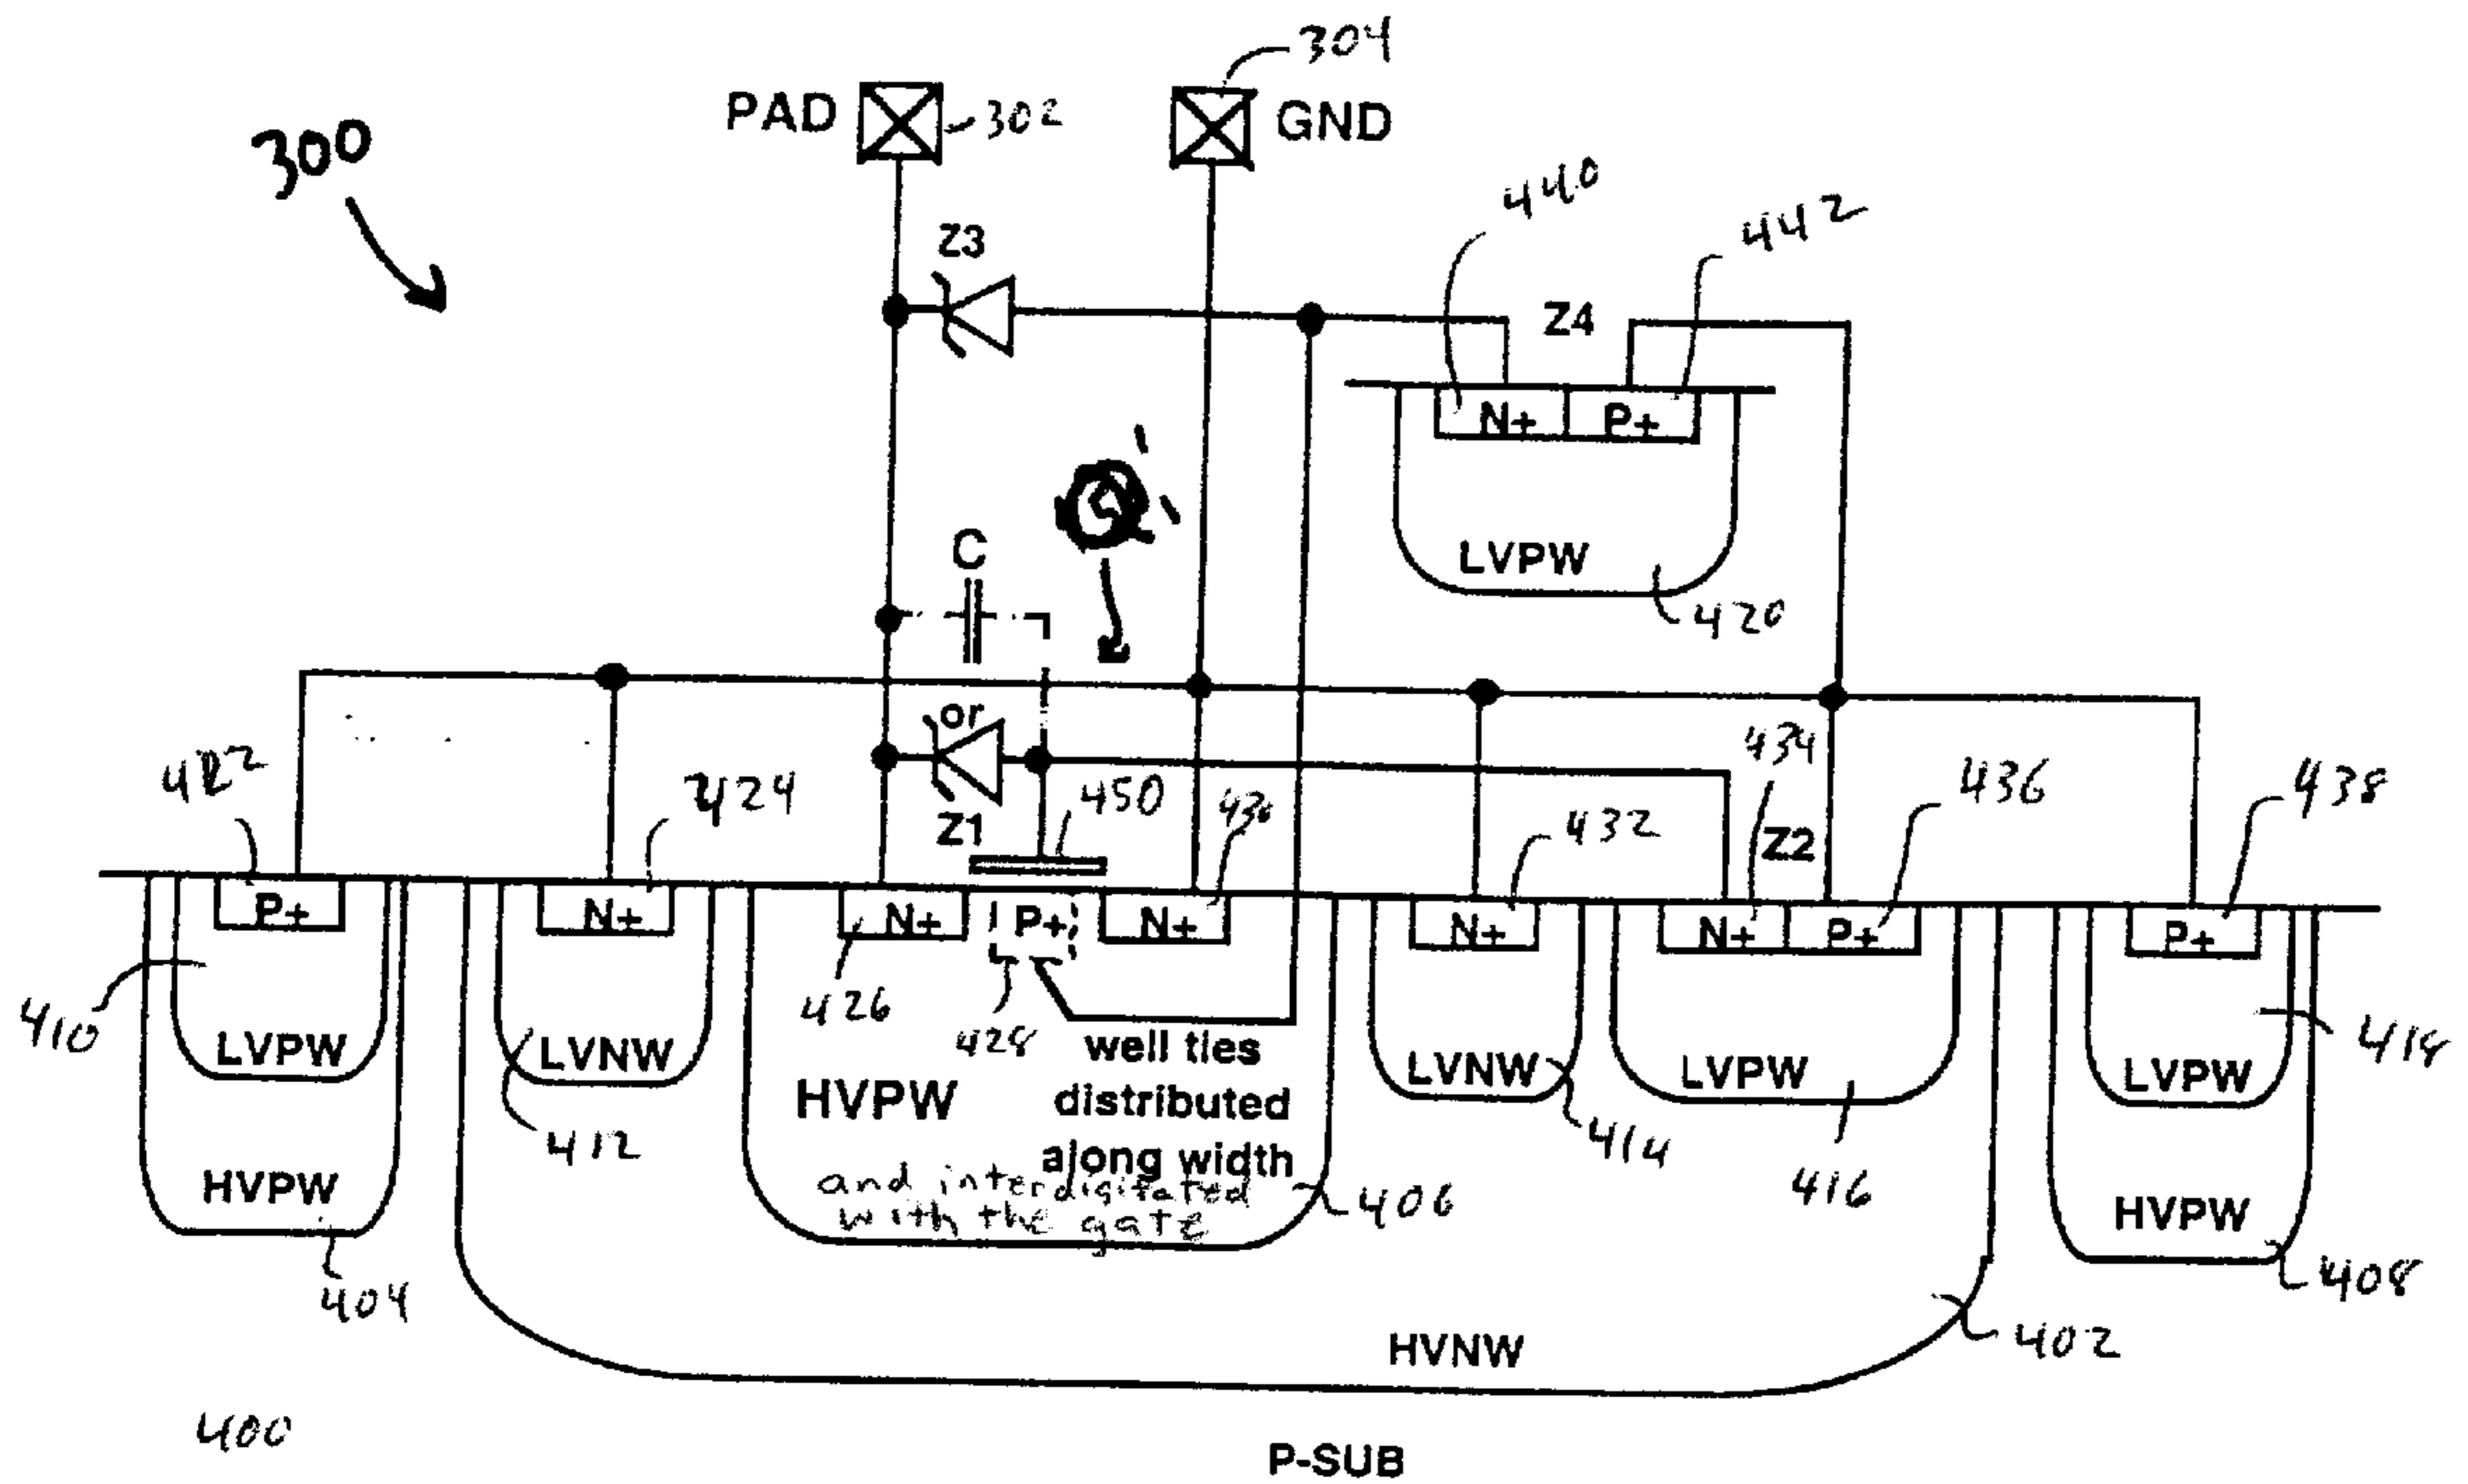 304
PAD
302
GND
300
440
442
Z3
Z4
N+ P+
C
LVPW
420
or
434
424
450
430
436
438
Z1
432
Z2
P+
N+
N+
P+
N+
N+
N+
P+
P+
410
426
428
well ties
distributed
along width
and interdigitated
with the gate
LVPW
LVNW
HVPW
LVNW
LVPW
LVPW
418
412
414
416
406
HVPW
HVPW
404
408
HVNW
402
400
P-SUB